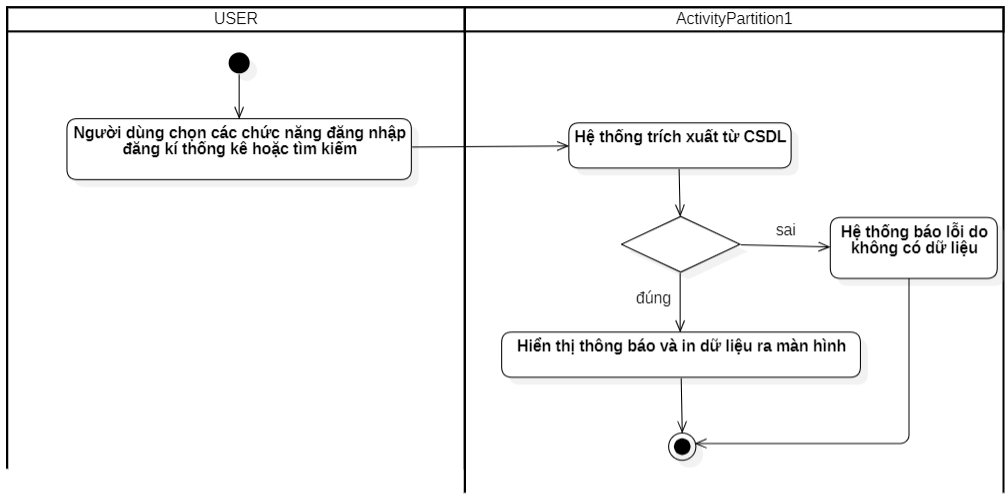 USER
ActivityPartition1
Người dùng chọn các chức năng đăng nhập
đăng kí thống kê hoặc tìm kiếm
Hệ thống trích xuất từ CSDL
sai
Hệ thống báo lỗi do
không có dữ liệu
đúng
Hiển thị thông báo và in dữ liệu ra màn hình